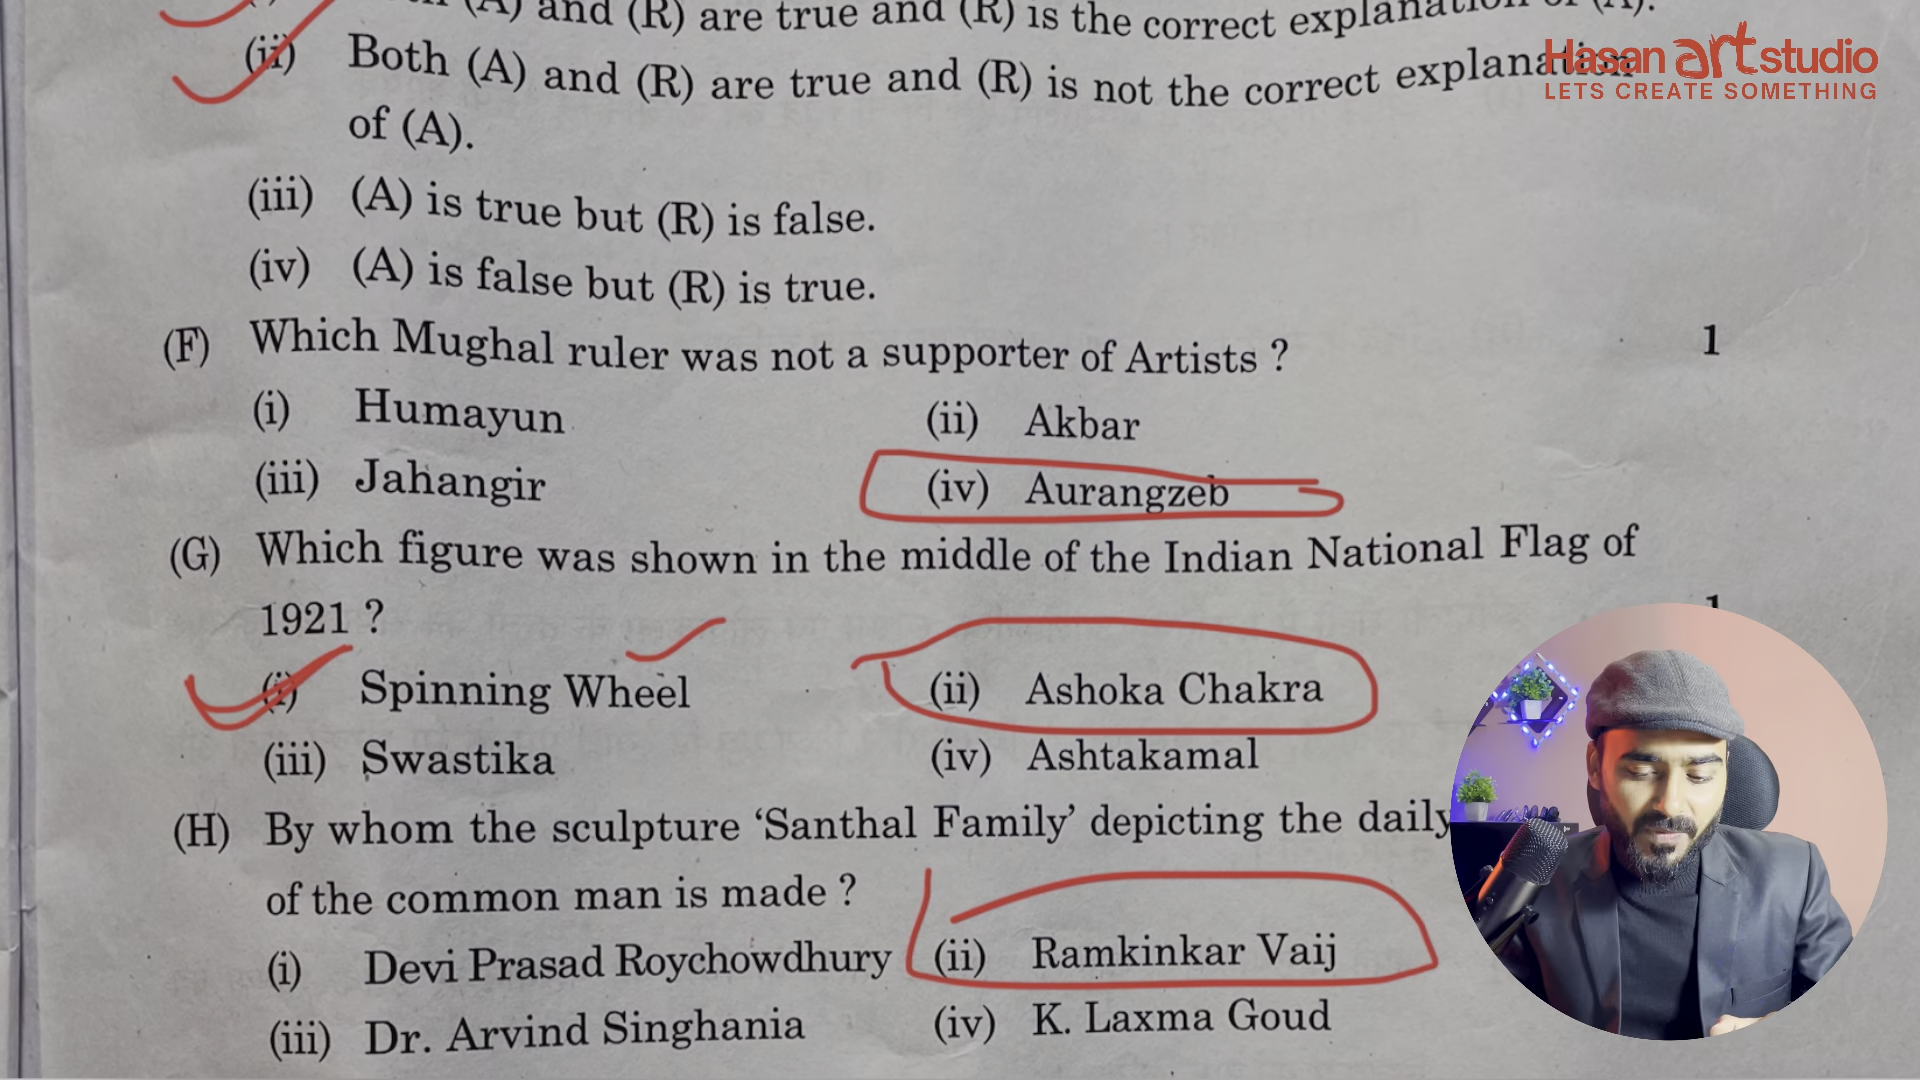 (A) and (R) are true and (R) is the correct explanation of (A).
(ii) Both (A) and (R) are true and (R) is not the correct explanation
of (A).
(iii) (A) is true but (R) is false.
(iv) (A) is false but (R) is true.
(F) Which Mughal ruler was not a supporter of Artists ? 1
(i) Humayun (ii) Akbar
(iii) Jahangir (iv) Aurangzeb
(G) Which figure was shown in the middle of the Indian National Flag of
1921 ? 1
(i) Spinning Wheel (ii) Ashoka Chakra
(iii) Swastika (iv) Ashtakamal
(H) By whom the sculpture ‘Santhal Family’ depicting the daily
of the common man is made ?
(i) Devi Prasad Roychowdhury (ii) Ramkinkar Vaij
(iii) Dr. Arvind Singhania (iv) K. Laxma Goud
Hasan art studio
LETS CREATE SOMETHING